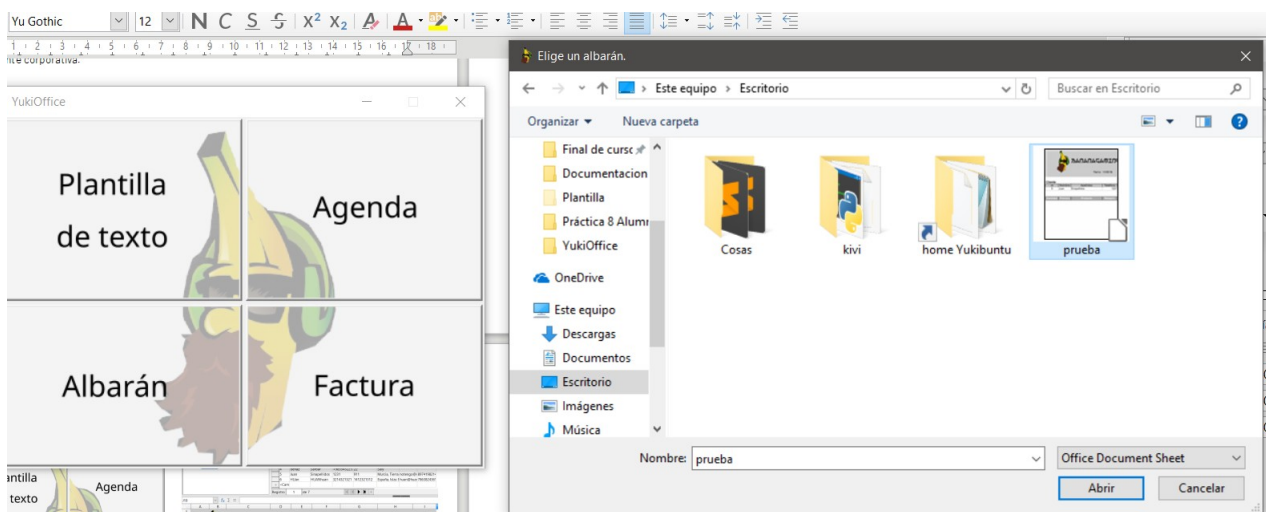 Yu Gothic 12 N C S S X² X₂ A A
1 2 3 4 5 6 7 8 9 10 11 12 13 14 15 16 17 18
corporativa.
YukiOffice
Plantilla
de texto
Agenda
Albarán
Factura
antilla
texto
Agenda
Elige un albarán.
Este equipo › Escritorio
Buscar en Escritorio
Organizar
Nueva carpeta
Final de curso
Documentacion
Plantilla
Práctica 8 Alumn
YukiOffice
OneDrive
Este equipo
Descargas
Documentos
Escritorio
Imágenes
Música
Cosas
kivi
home Yukibuntu
prueba
Nombre: prueba
Office Document Sheet
Abrir
Cancelar